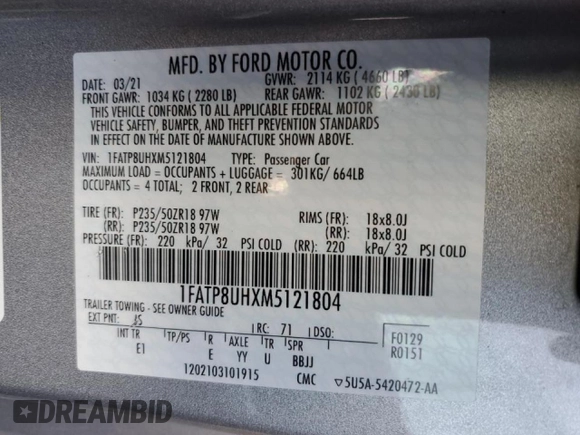 MFD. BY FORD MOTOR CO.
DATE: 03/21 GVWR: 2114 KG (4660 LB)
FRONT GAWR: 1034 KG (2280 LB) REAR GAWR: 1102 KG (2430 LB)
THIS VEHICLE CONFORMS TO ALL APPLICABLE FEDERAL MOTOR
VEHICLE SAFETY, BUMPER, AND THEFT PREVENTION STANDARDS
IN EFFECT ON THE DATE OF MANUFACTURE SHOWN ABOVE.
VIN: 1FATP8UHXM5121804 TYPE: Passenger Car
MAXIMUM LOAD = OCCUPANTS + LUGGAGE = 301KG/ 664LB
OCCUPANTS = 4 TOTAL; 2 FRONT, 2 REAR
TIRE (FR): P235/50ZR18 97W RIMS (FR): 18x8.0J
TIRE (RR): P235/50ZR18 97W RIMS (RR): 18x8.0J
PRESSURE (FR): 220 kPa/ 32 PSI COLD (RR): 220 kPa/ 32 PSI COLD
1FATP8UHXM5121804
TRAILER TOWING - SEE OWNER GUIDE
EXT PNT: JS RC: 71 DSO: F0129
INT TR TP/PS R AXLE TR SPR R0151
E1 E YY U BBJJ
1202103101915 CMC ▽5U5A-5420472-AA
DREAMBID